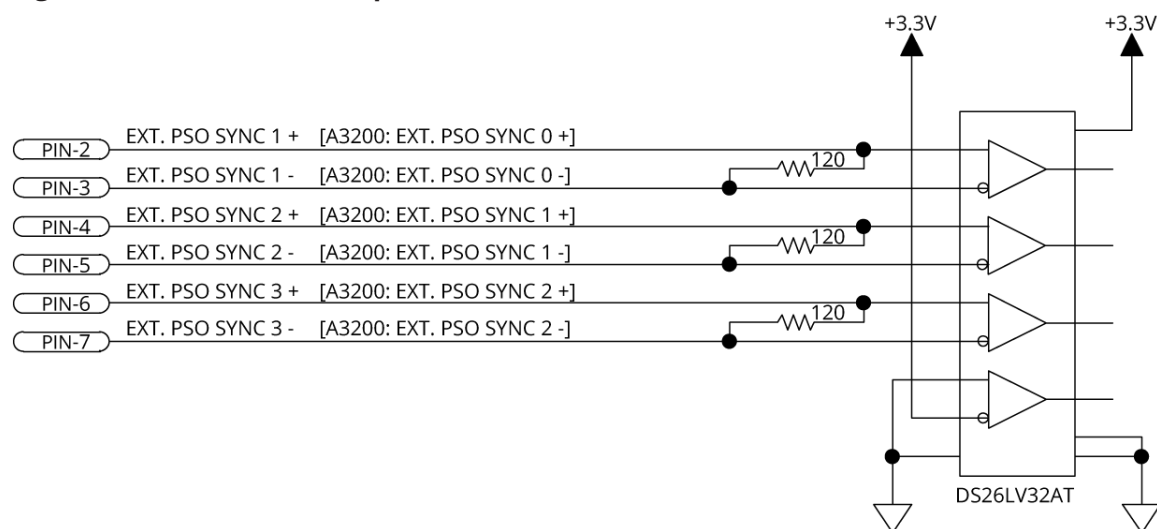 +3.3V
+3.3V
EXT. PSO SYNC 1 + [A3200: EXT. PSO SYNC 0 +]
PIN-2
120
EXT. PSO SYNC 1 - [A3200: EXT. PSO SYNC 0 -]
PIN-3
EXT. PSO SYNC 2 + [A3200: EXT. PSO SYNC 1 +]
PIN-4
120
EXT. PSO SYNC 2 - [A3200: EXT. PSO SYNC 1 -]
PIN-5
EXT. PSO SYNC 3 + [A3200: EXT. PSO SYNC 2 +]
PIN-6
120
EXT. PSO SYNC 3 - [A3200: EXT. PSO SYNC 2 -]
PIN-7
DS26LV32AT